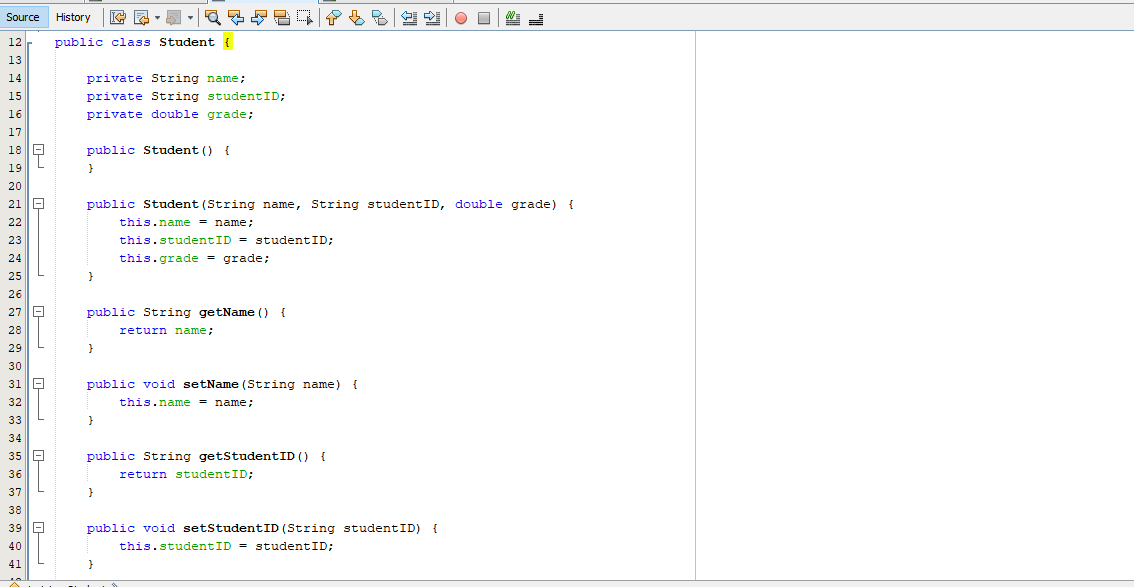 Source History
12 public class Student {
13
14 private String name;
15 private String studentID;
16 private double grade;
17
18 public Student() {
19 }
20
21 public Student(String name, String studentID, double grade) {
22 this.name = name;
23 this.studentID = studentID;
24 this.grade = grade;
25 }
26
27 public String getName() {
28 return name;
29 }
30
31 public void setName(String name) {
32 this.name = name;
33 }
34
35 public String getStudentID() {
36 return studentID;
37 }
38
39 public void setStudentID(String studentID) {
40 this.studentID = studentID;
41 }